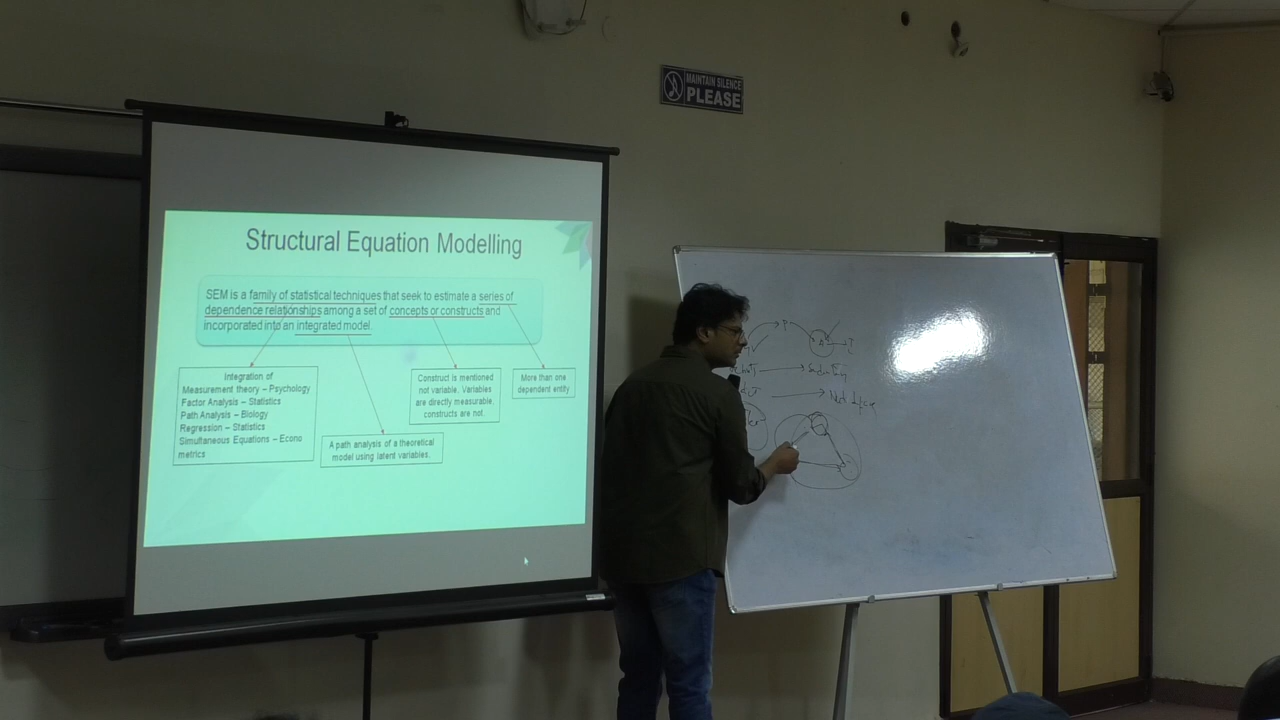 MAINTAIN SILENCE
PLEASE
Structural Equation Modelling
SEM is a family of statistical techniques that seek to estimate a series of
dependence relationships among a set of concepts or constructs and
incorporated into an integrated model.
Integration of
Measurement theory – Psychology
Factor Analysis – Statistics
Path Analysis – Biology
Regression – Statistics
Simultaneous Equations – Econo
metrics
A path analysis of a theoretical
model using latent variables.
Construct is mentioned
not variable. Variables
are directly measurable,
constructs are not.
More than one
dependent entity